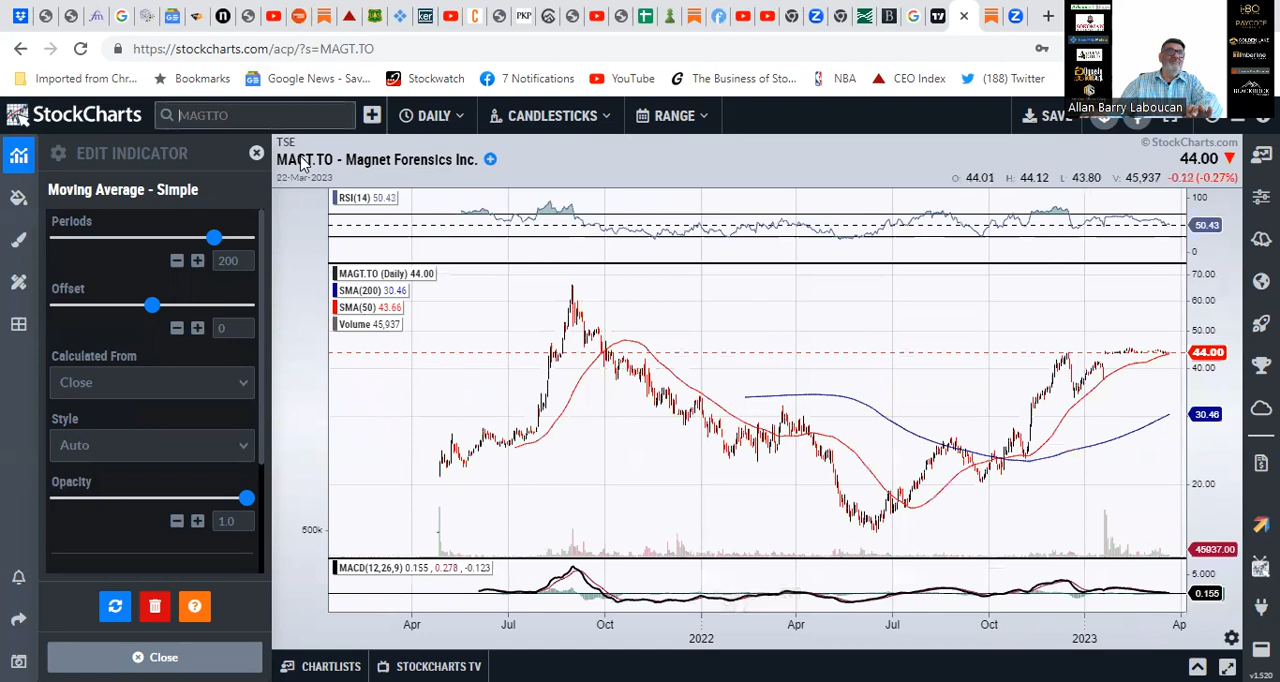 https://stockcharts.com/acp/?s=MAGT.TO
Imported from Chr... Bookmarks Google News - Sav... Stockwatch 7 Notifications YouTube The Business of Sto... NBA CEO Index (188) Twitter
Allan Barry Laboucan
StockCharts MAGT.TO DAILY CANDLESTICKS RANGE SAVE
EDIT INDICATOR
Moving Average - Simple
Periods
200
Offset
0
Calculated From
Close
Style
Auto
Opacity
1.0
Close
TSE
© StockCharts.com
MAGT.TO - Magnet Forensics Inc. 44.00
22-Mar-2023 O: 44.01 H: 44.12 L: 43.80 V: 45,937 -0.12 (-0.27%)
RSI(14) 50.43
100
50.43
0
MAGT.TO (Daily) 44.00
SMA(200) 30.46
SMA(50) 43.66
Volume 45,937
70.00
60.00
50.00
44.00
40.00
30.46
30.00
20.00
500k
45937.00
MACD(12,26,9) 0.155, 0.278, -0.123
5.000
0.155
Apr Jul Oct 2022 Apr Jul Oct 2023 Ap
CHARTLISTS STOCKCHARTS TV
v1.520